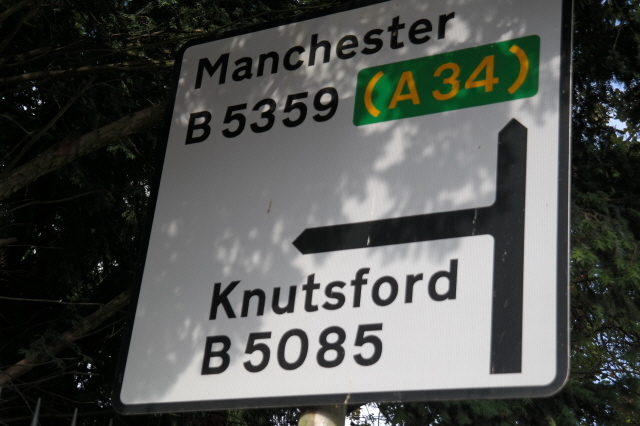 Manchester
B 5359 (A 34)
Knutsford
B 5085